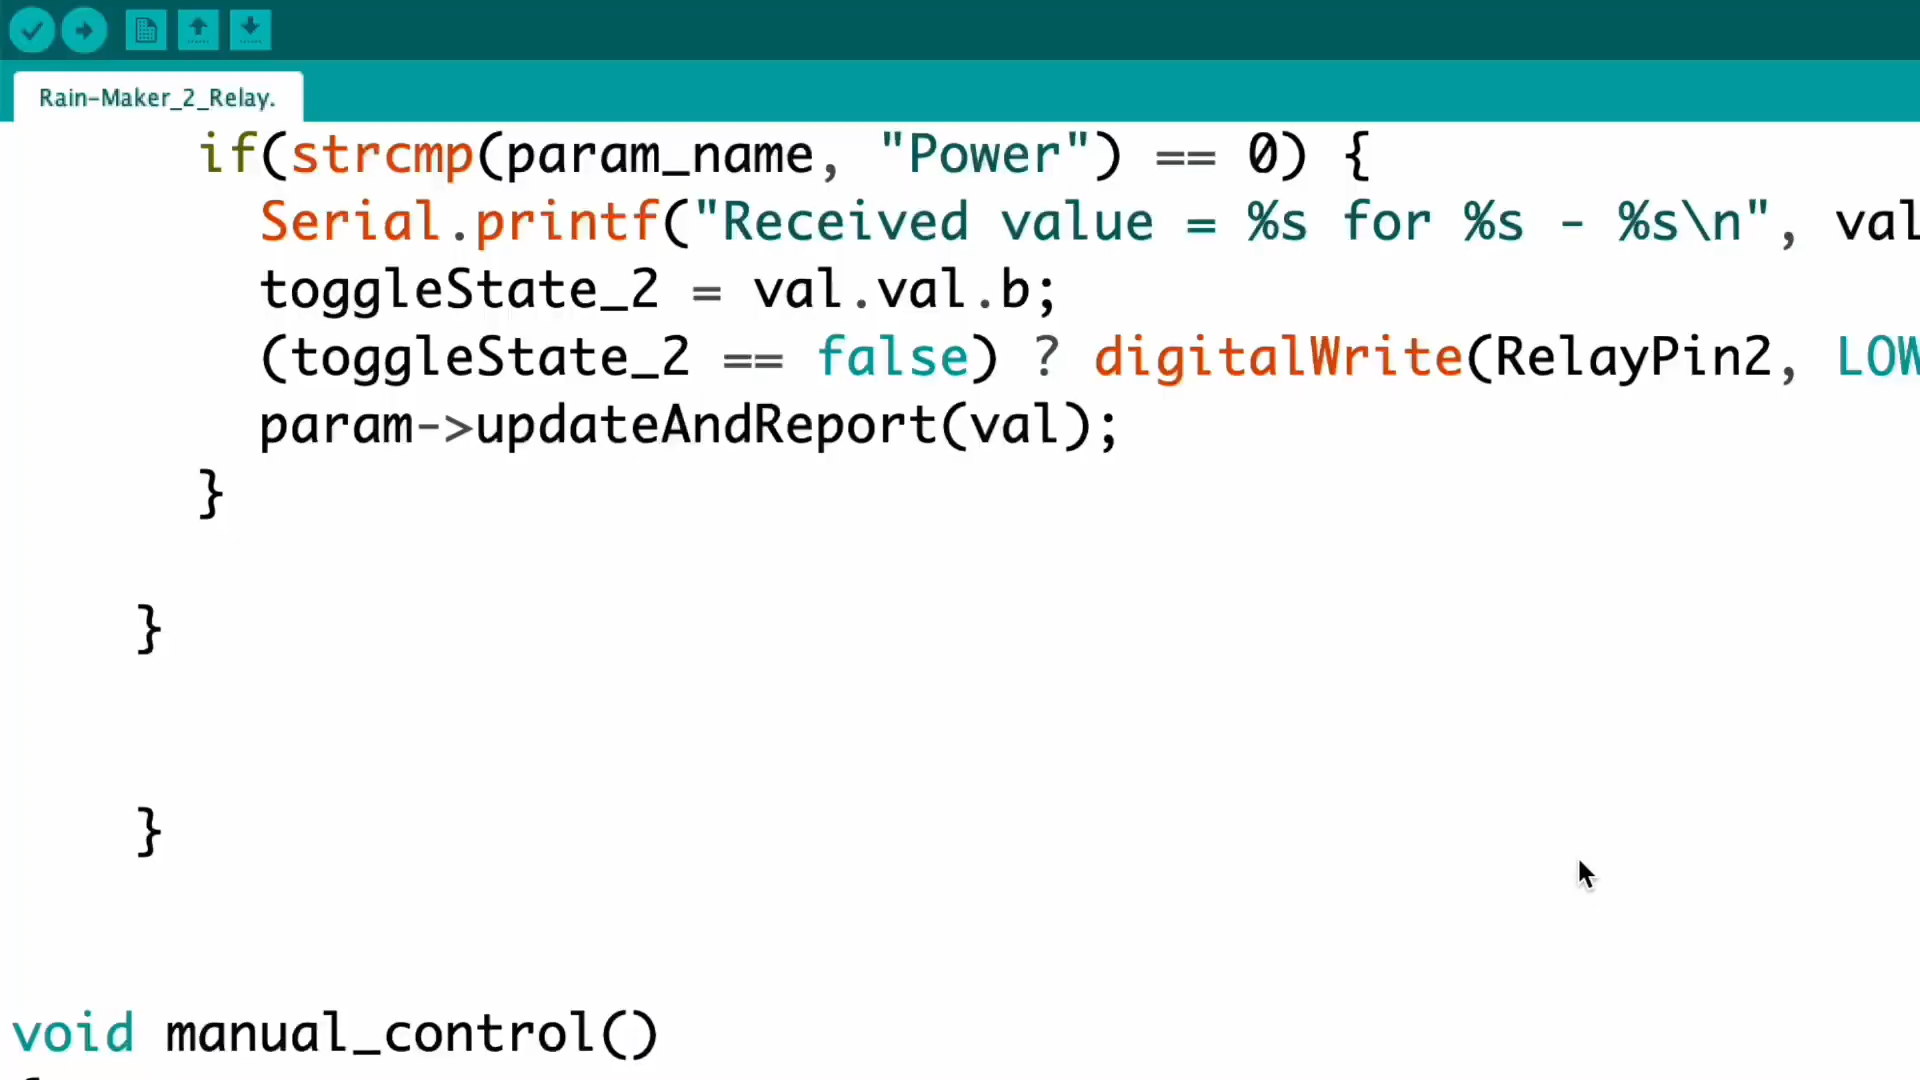 Rain-Maker_2_Relay.
if(strcmp(param_name, "Power") == 0) {
Serial.printf("Received value = %s for %s - %s\n", val
toggleState_2 = val.val.b;
(toggleState_2 == false) ? digitalWrite(RelayPin2, LOW
param->updateAndReport(val);
}
}
}
void manual_control()